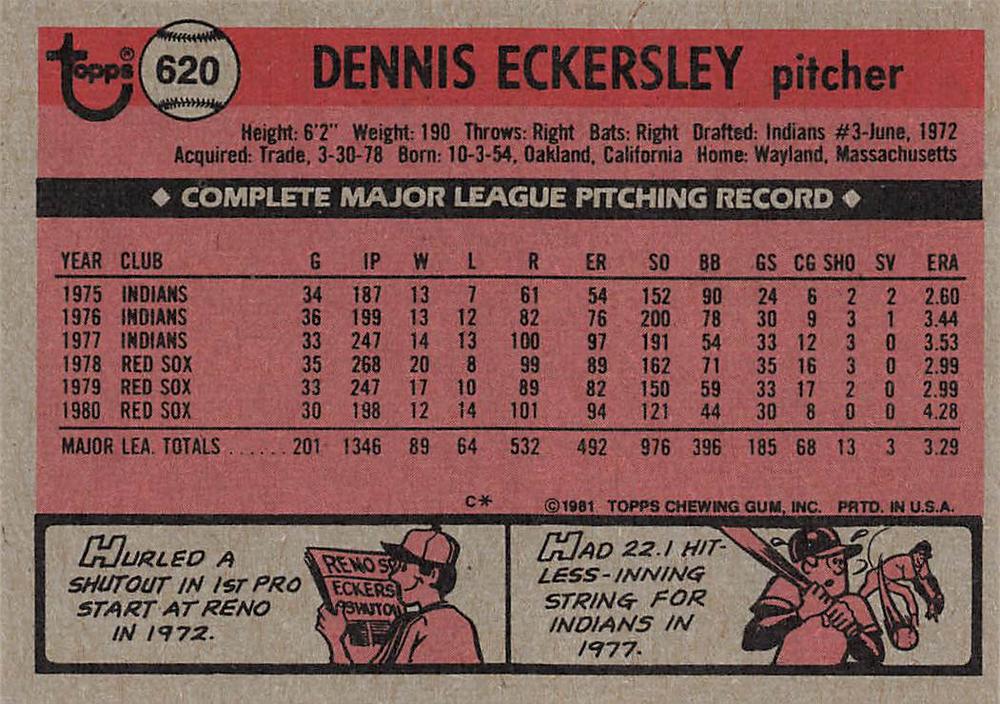 Topps® 620 DENNIS ECKERSLEY pitcher
Height: 6'2" Weight: 190 Throws: Right Bats: Right Drafted: Indians #3-June, 1972
Acquired: Trade, 3-30-78 Born: 10-3-54, Oakland, California Home: Wayland, Massachusetts
◆ COMPLETE MAJOR LEAGUE PITCHING RECORD ◆
YEAR CLUB G IP W L R ER SO BB GS CG SHO SV ERA
1975 INDIANS 34 187 13 7 61 54 152 90 24 6 2 2 2.60
1976 INDIANS 36 199 13 12 82 76 200 78 30 9 3 1 3.44
1977 INDIANS 33 247 14 13 100 97 191 54 33 12 3 0 3.53
1978 RED SOX 35 268 20 8 99 89 162 71 35 16 3 0 2.99
1979 RED SOX 33 247 17 10 89 82 150 59 33 17 2 0 2.99
1980 RED SOX 30 198 12 14 101 94 121 44 30 8 0 0 4.28
MAJOR LEA. TOTALS ...... 201 1346 89 64 532 492 976 396 185 68 13 3 3.29
C* ©1981 TOPPS CHEWING GUM, INC. PRTD. IN U.S.A.
HURLED A
SHUTOUT IN 1ST PRO
START AT RENO
IN 1972.
RENO SP
ECKERS
SHUTOU
HAD 22.1 HIT-
LESS-INNING
STRING FOR
INDIANS IN
1977.